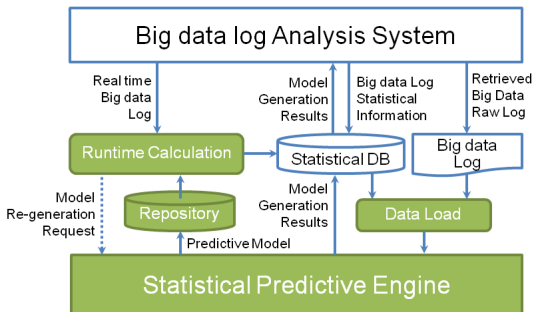 Big data log Analysis System
Real time
Big data
Log
Model
Generation
Results
Big data Log
Statistical
Information
Retrieved
Big Data
Raw Log
Runtime Calculation
Statistical DB
Big data
Log
Model
Re-generation
Request
Repository
Model
Generation
Results
Data Load
Predictive Model
Statistical Predictive Engine